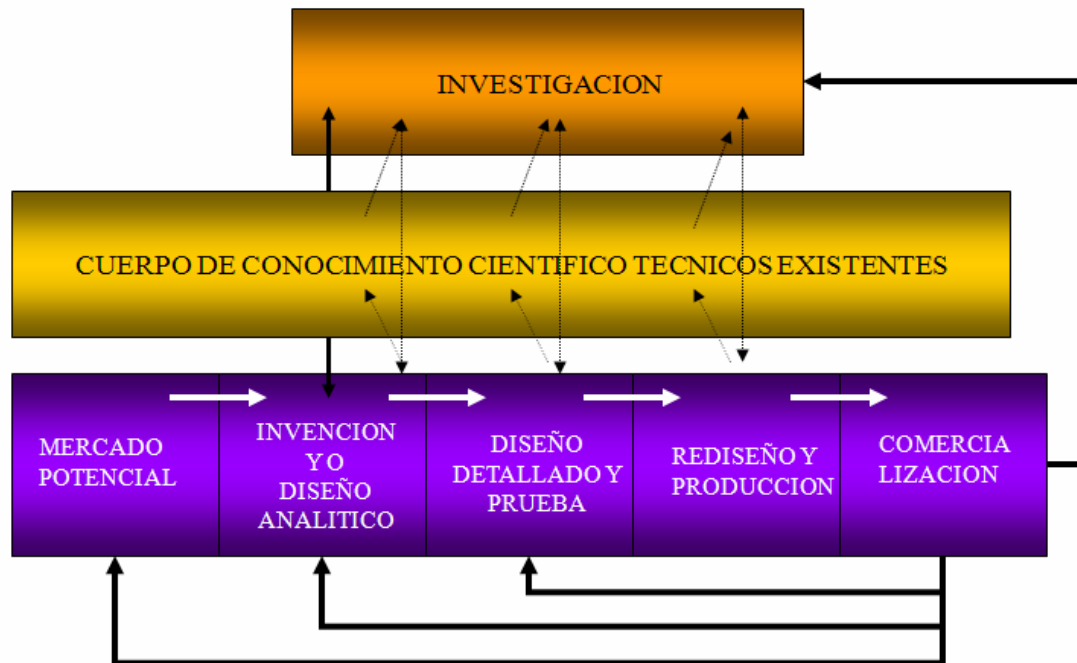 INVESTIGACION
CUERPO DE CONOCIMIENTO CIENTIFICO TECNICOS EXISTENTES
MERCADO
POTENCIAL
INVENCION
Y O
DISEÑO
ANALITICO
DISEÑO
DETALLADO Y
PRUEBA
REDISEÑO Y
PRODUCCION
COMERCIA
LIZACION